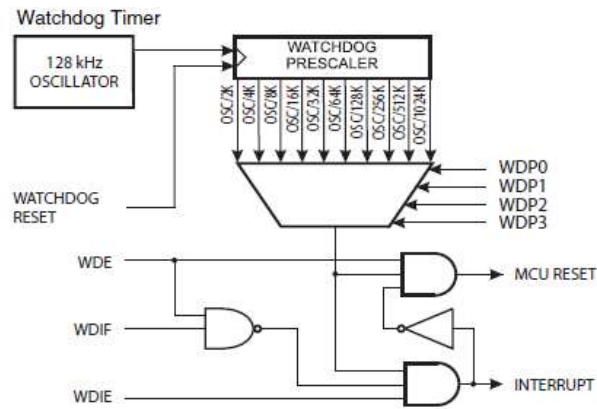 Watchdog Timer
128 kHz
OSCILLATOR
WATCHDOG
PRESCALER
OSC/2K
OSC/4K
OSC/8K
OSC/16K
OSC/32K
OSC/64K
OSC/128K
OSC/256K
OSC/512K
OSC/1024K
WATCHDOG
RESET
WDP0
WDP1
WDP2
WDP3
WDE
MCU RESET
WDIF
WDIE
INTERRUPT